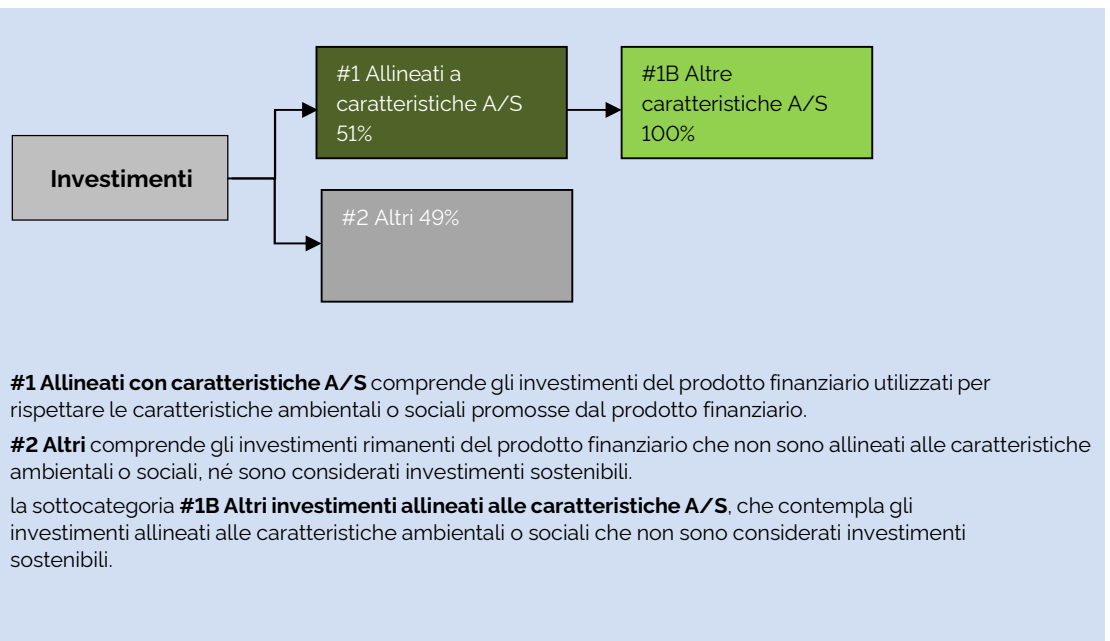 #1 Allineati a
caratteristiche A/S
51%
#1B Altre
caratteristiche A/S
100%
Investimenti
#2 Altri 49%
#1 Allineati con caratteristiche A/S comprende gli investimenti del prodotto finanziario utilizzati per
rispettare le caratteristiche ambientali o sociali promosse dal prodotto finanziario.
#2 Altri comprende gli investimenti rimanenti del prodotto finanziario che non sono allineati alle caratteristiche
ambientali o sociali, né sono considerati investimenti sostenibili.
la sottocategoria #1B Altri investimenti allineati alle caratteristiche A/S, che contempla gli
investimenti allineati alle caratteristiche ambientali o sociali che non sono considerati investimenti
sostenibili.